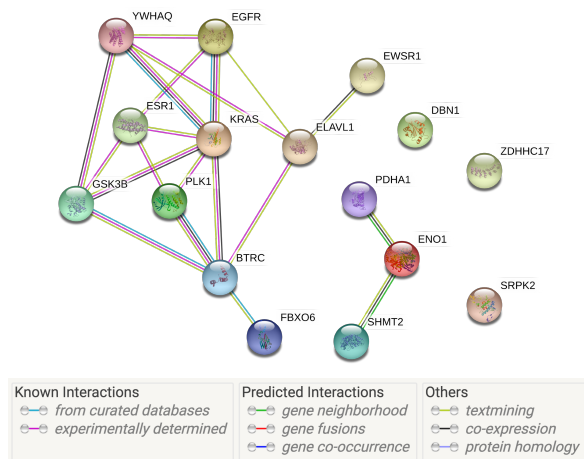 YWHAQ
EGFR
EWSR1
ESR1
KRAS
ELAVL1
DBN1
ZDHHC17
GSK3B
PLK1
PDHA1
ENO1
BTRC
SRPK2
FBXO6
SHMT2
Known Interactions
from curated databases
experimentally determined
Predicted Interactions
gene neighborhood
gene fusions
gene co-occurrence
Others
textmining
co-expression
protein homology